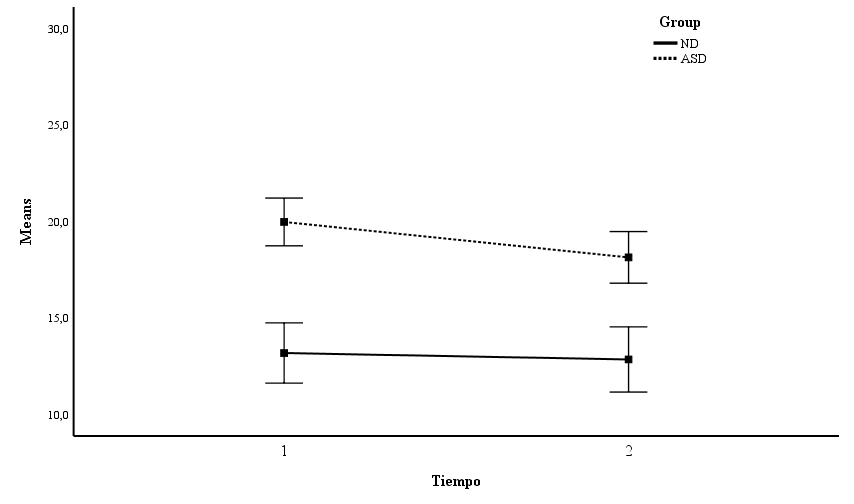 Group
ND
ASD
30,0
25,0
20,0
15,0
10,0
Means
1
2
Tiempo